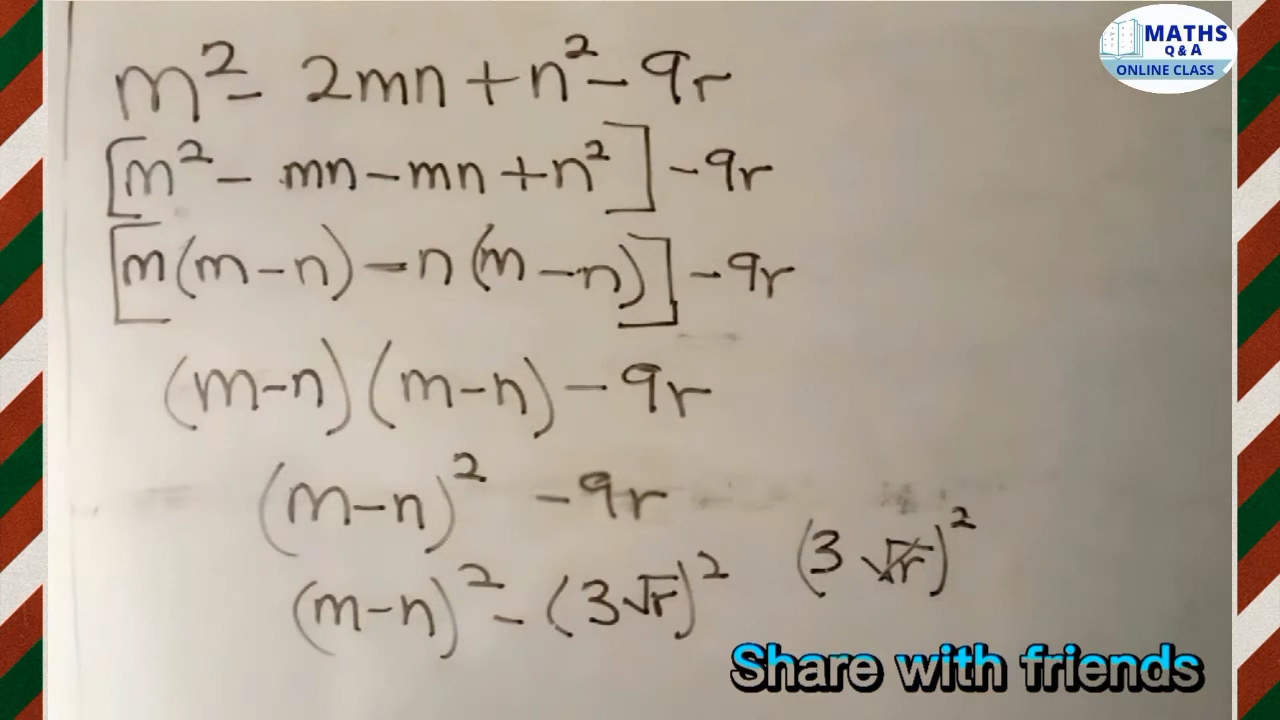 MATHS
Q & A
ONLINE CLASS
m² - 2mn + n² - 9r
[m² - mn - mn + n²] - 9r
[m(m - n) - n(m - n)] - 9r
(m - n)(m - n) - 9r
(m - n)² - 9r
(3√r)²
(m - n)² - (3√r)²
Share with friends